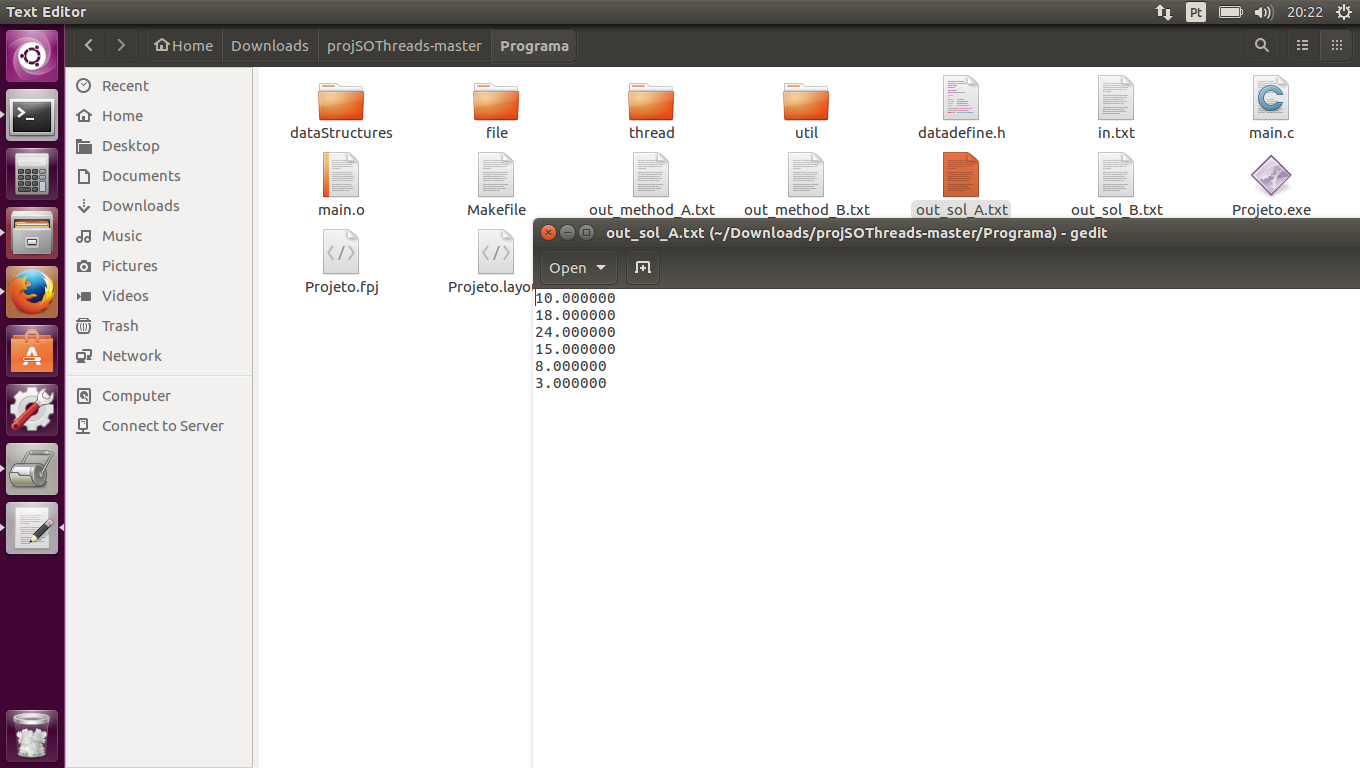 Text Editor
Pt
20:22
Home
Downloads
projSOThreads-master
Programa
Recent
Home
Desktop
Documents
Downloads
Music
Pictures
Videos
Trash
Network
Computer
Connect to Server
dataStructures
file
thread
util
datadefine.h
in.txt
main.c
main.o
Makefile
out_method_A.txt
out_method_B.txt
out_sol_A.txt
out_sol_B.txt
Projeto.exe
Projeto.fpj
Projeto.layo
out_sol_A.txt (~/Downloads/projSOThreads-master/Programa) - gedit
Open
10.000000
18.000000
24.000000
15.000000
8.000000
3.000000